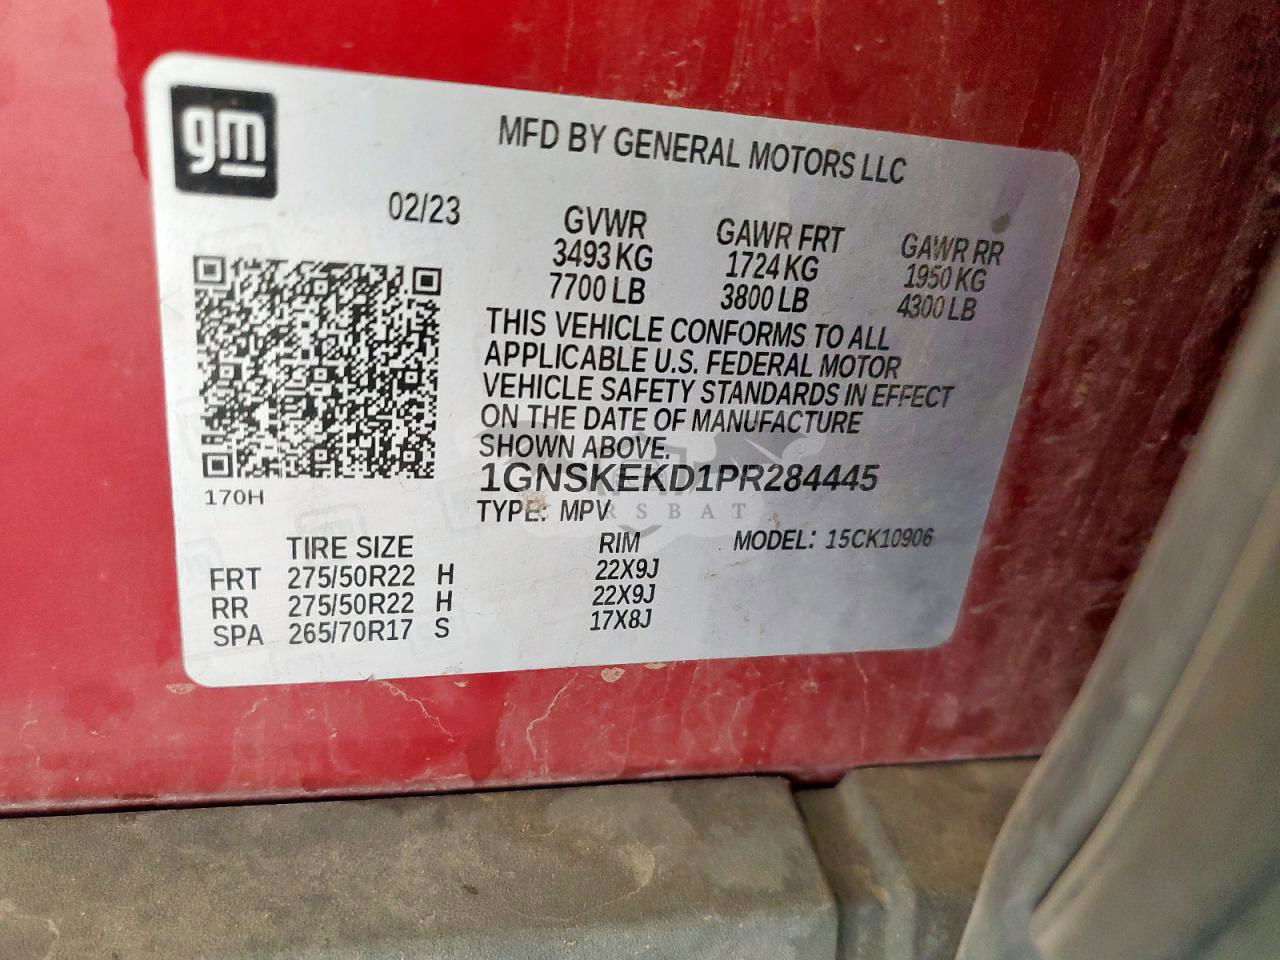 gm
MFD BY GENERAL MOTORS LLC
02/23
GVWR GAWR FRT GAWR RR
3493 KG 1724 KG 1950 KG
7700 LB 3800 LB 4300 LB
THIS VEHICLE CONFORMS TO ALL
APPLICABLE U.S. FEDERAL MOTOR
VEHICLE SAFETY STANDARDS IN EFFECT
ON THE DATE OF MANUFACTURE
SHOWN ABOVE.
170H
1GNSKEKD1PR284445
TYPE: MPV
MODEL: 15CK10906
TIRE SIZE RIM
FRT 275/50R22 H 22X9J
RR 275/50R22 H 22X9J
SPA 265/70R17 S 17X8J